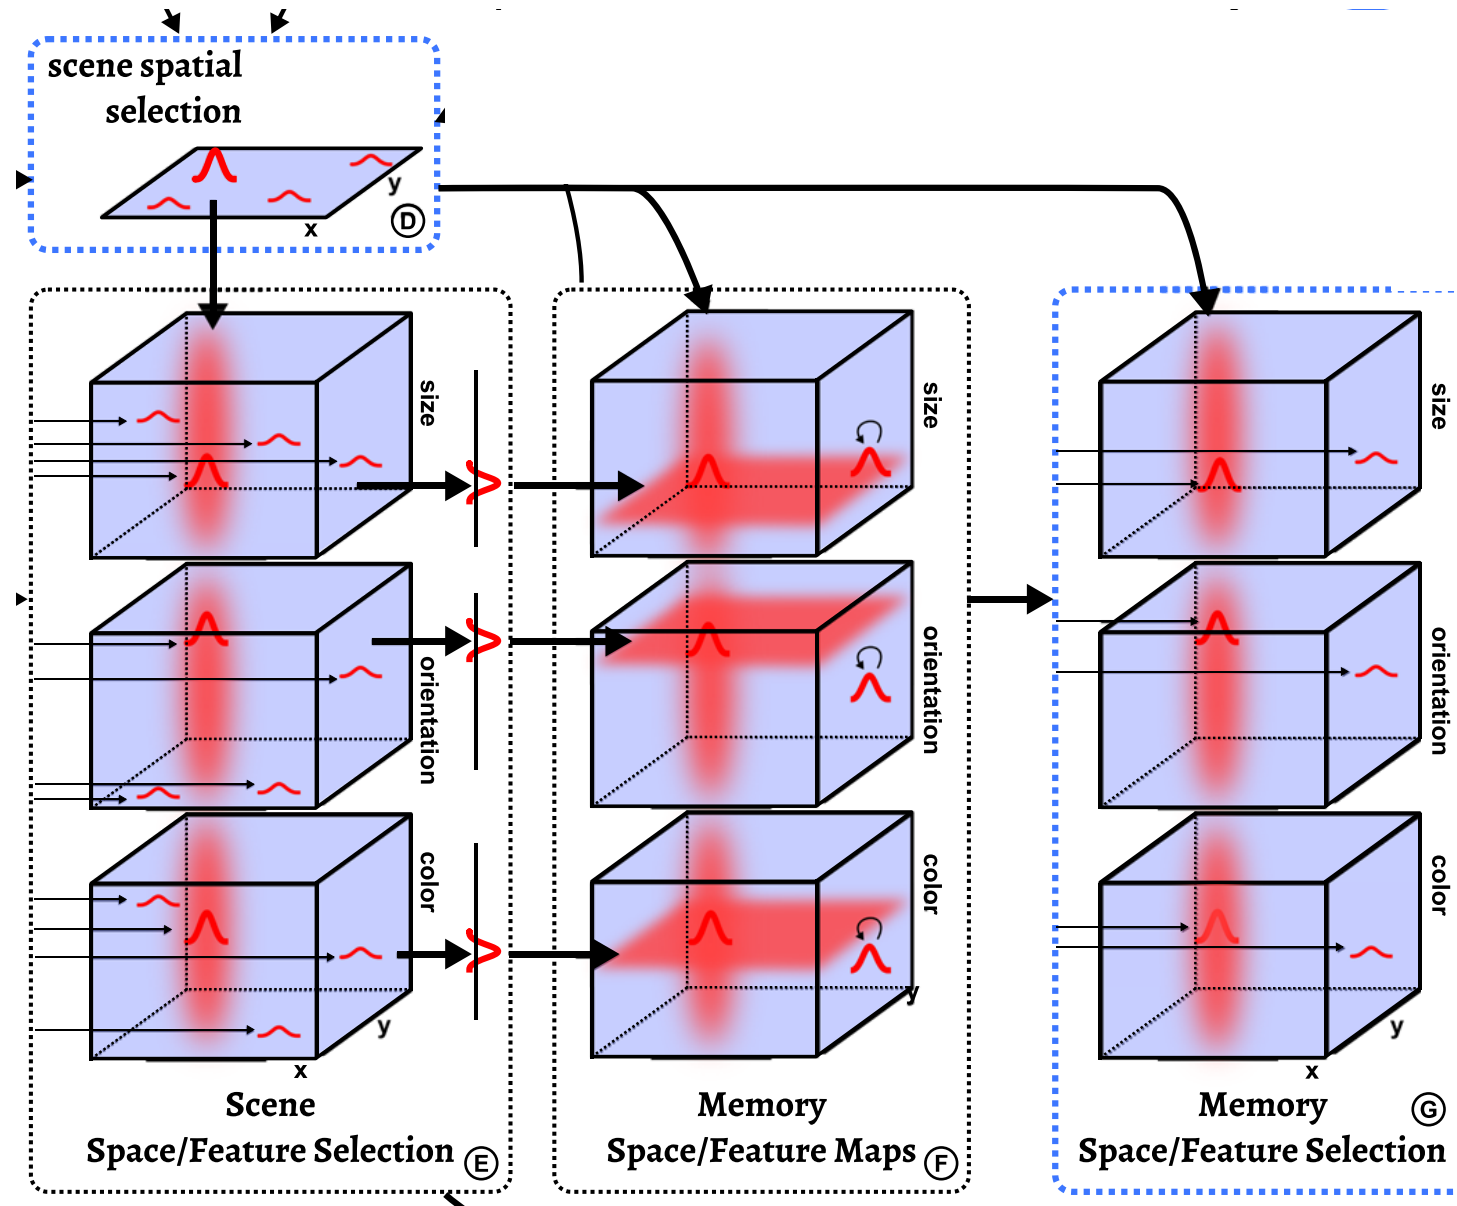 scene spatial
selection
y
D
x
size
size
size
orientation
orientation
orientation
color
color
color
y
y
y
x
x
Scene
Space/Feature Selection
E
Memory
Space/Feature Maps
F
Memory
G
Space/Feature Selection